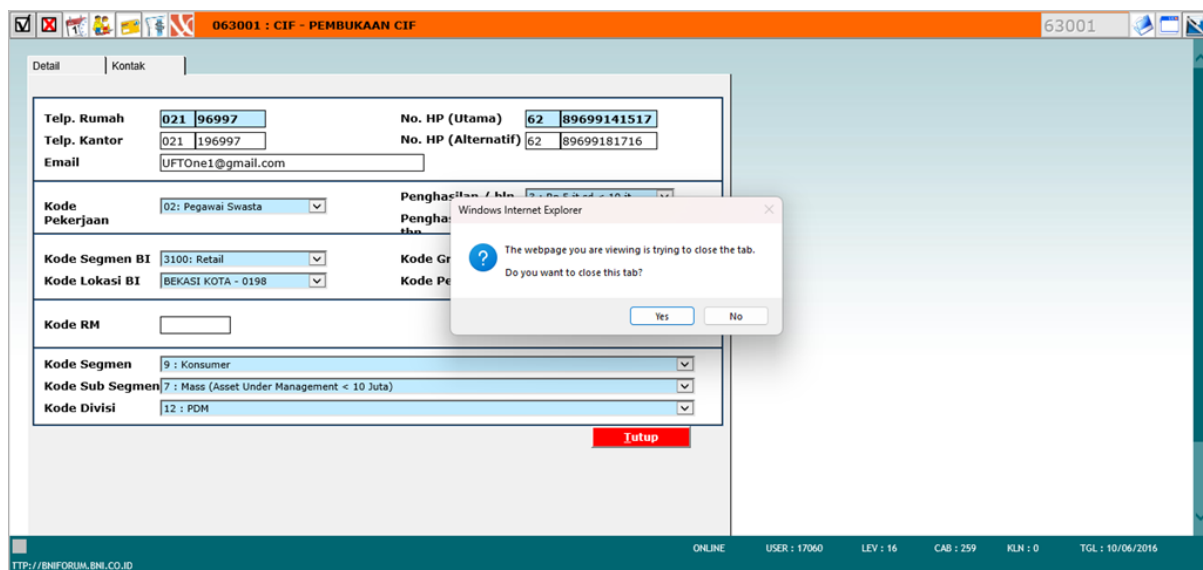 063001 : CIF - PEMBUKAAN CIF
63001
Detail Kontak
Telp. Rumah 021 96997 No. HP (Utama) 62 89699141517
Telp. Kantor 021 196997 No. HP (Alternatif) 62 89699181716
Email UFTOne1@gmail.com
Kode Pekerjaan 02: Pegawai Swasta
Penghasilan / bln
Windows Internet Explorer
The webpage you are viewing is trying to close the tab.
Do you want to close this tab?
Yes No
Kode Segmen BI 3100: Retail
Kode Lokasi BI BEKASI KOTA - 0198
Kode RM
Kode Segmen 9 : Konsumer
Kode Sub Segmen 7 : Mass (Asset Under Management < 10 Juta)
Kode Divisi 12 : PDM
Tutup
ONLINE USER : 17060 LEV : 16 CAB : 259 KLN : 0 TGL : 10/06/2016
TTP://BNIFORUM.BNI.CO.ID